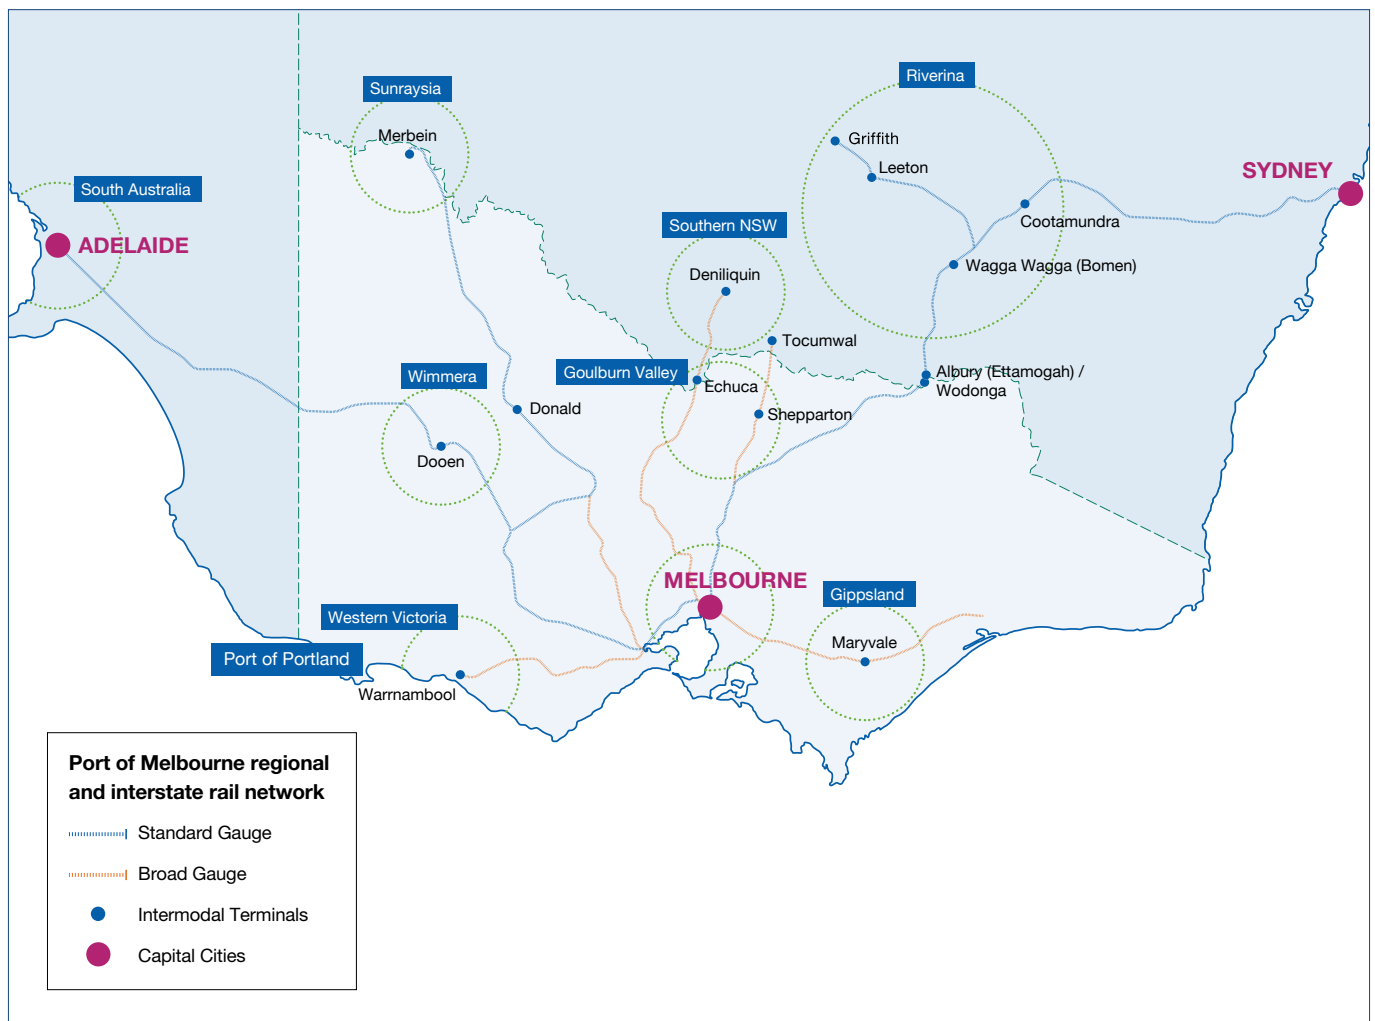 Riverina
Sunraysia
Merbein
Griffith
Leeton
SYDNEY
South Australia
Southern NSW
Cootamundra
ADELAIDE
Deniliquin
Wagga Wagga (Bomen)
Tocumwal
Goulburn Valley
Albury (Ettamogah) /
Wodonga
Wimmera
Echuca
Donald
Shepparton
Dooen
MELBOURNE
Gippsland
Western Victoria
Maryvale
Port of Portland
Warrnambool
Port of Melbourne regional
and interstate rail network
Standard Gauge
Broad Gauge
Intermodal Terminals
Capital Cities